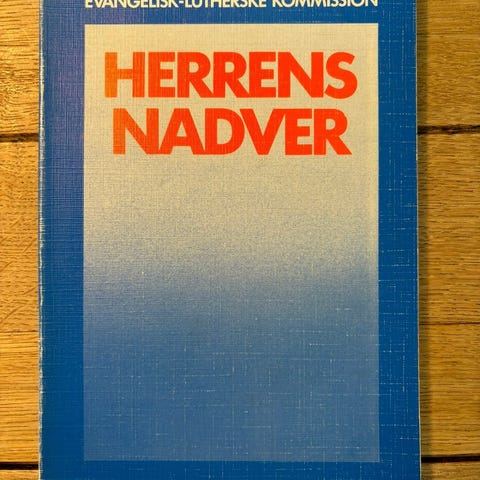 EVANGELISK-LUTHERSKE KOMMISSION
HERRENS
NADVER